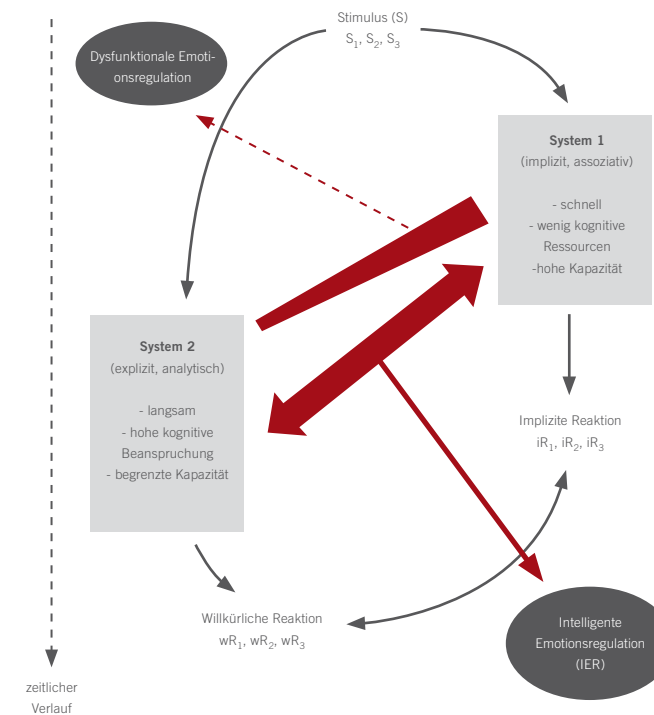 Stimulus (S)
S₁, S₂, S₃
Dysfunktionale Emoti-
onsregulation
System 1
(implizit, assoziativ)
- schnell
- wenig kognitive
Ressourcen
-hohe Kapazität
System 2
(explizit, analytisch)
- langsam
- hohe kognitive
Beanspruchung
- begrenzte Kapazität
Implizite Reaktion
iR₁, iR₂, iR₃
Willkürliche Reaktion
wR₁, wR₂, wR₃
Intelligente
Emotionsregulation
(IER)
zeitlicher
Verlauf